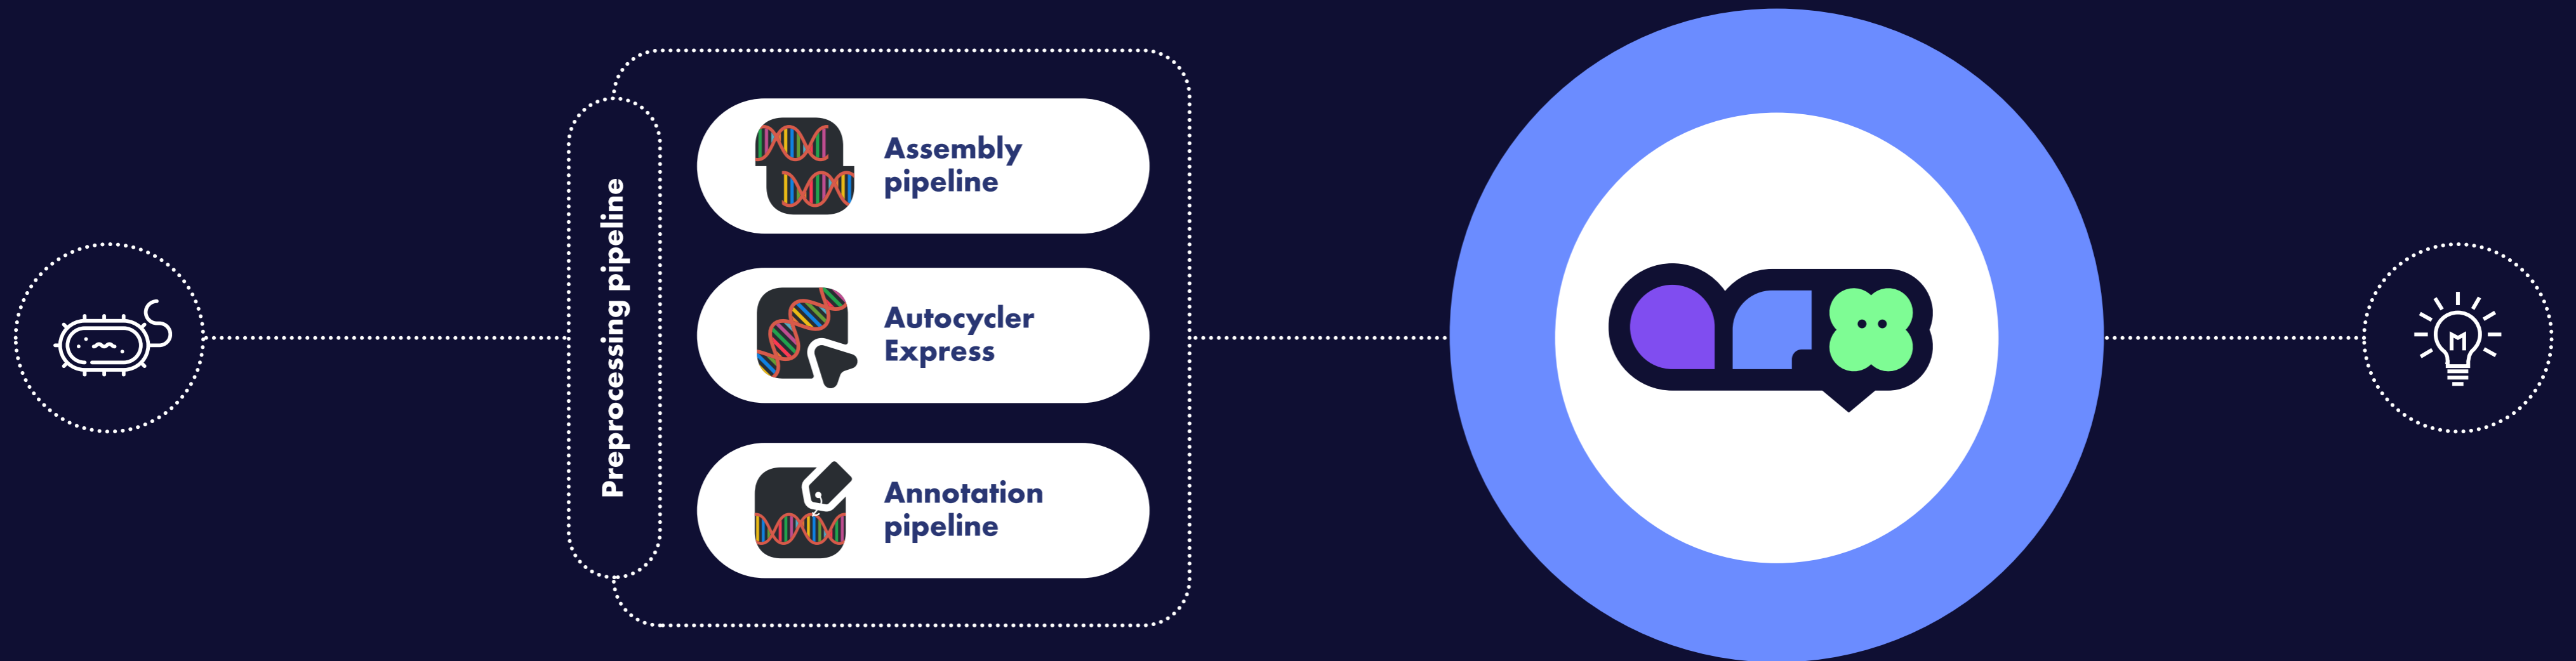 Preprocessing pipeline
Assembly
pipeline
Autocycler
Express
Annotation
pipeline